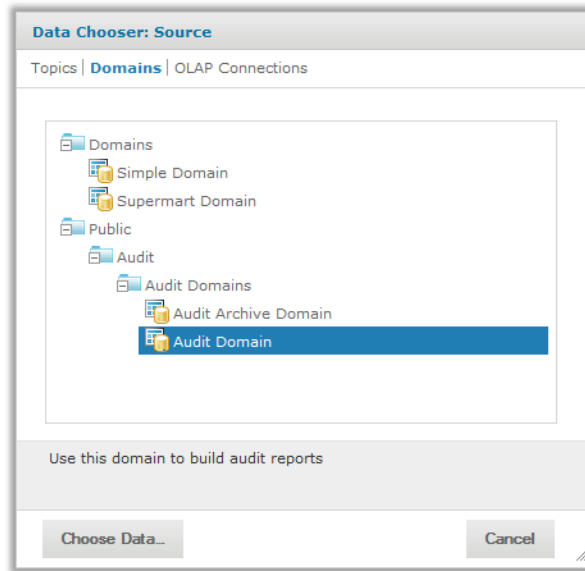 Data Chooser: Source
Topics| Domains| OLAP Connections
Domains
Simple Domain
Supermart Domain
Public
Audit
Audit Domains
Audit Archive Domain
Audit Domain
Use this domain to build audit reports
Choose Data... Cancel